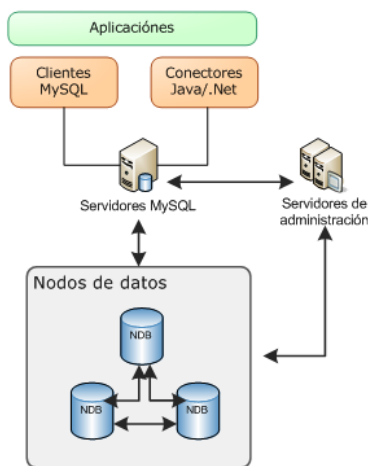 Aplicaciónes
Clientes
MySQL
Conectores
Java/.Net
Servidores MySQL
Servidores de
administración
Nodos de datos
NDB
NDB
NDB